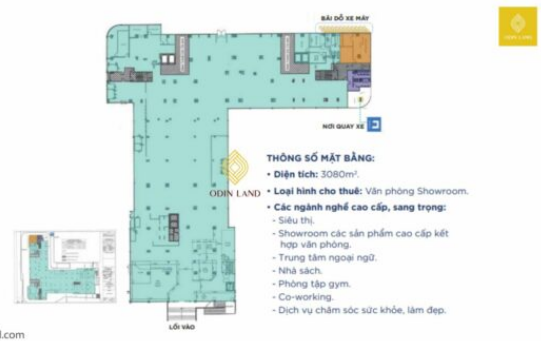 BÃI ĐỖ XE MÁY
ODIN LAND
NƠI QUAY XE
THÔNG SỐ MẶT BẰNG:
• Diện tích: 3080m².
• Loại hình cho thuê: Văn phòng Showroom.
• Các ngành nghề cao cấp, sang trọng:
- Siêu thị.
- Showroom các sản phẩm cao cấp kết
hợp văn phòng.
- Trung tâm ngoại ngữ.
- Nhà sách.
- Phòng tập gym.
- Co-working.
- Dịch vụ chăm sóc sức khỏe, làm đẹp.
ODIN LAND
LỐI VÀO
d.com